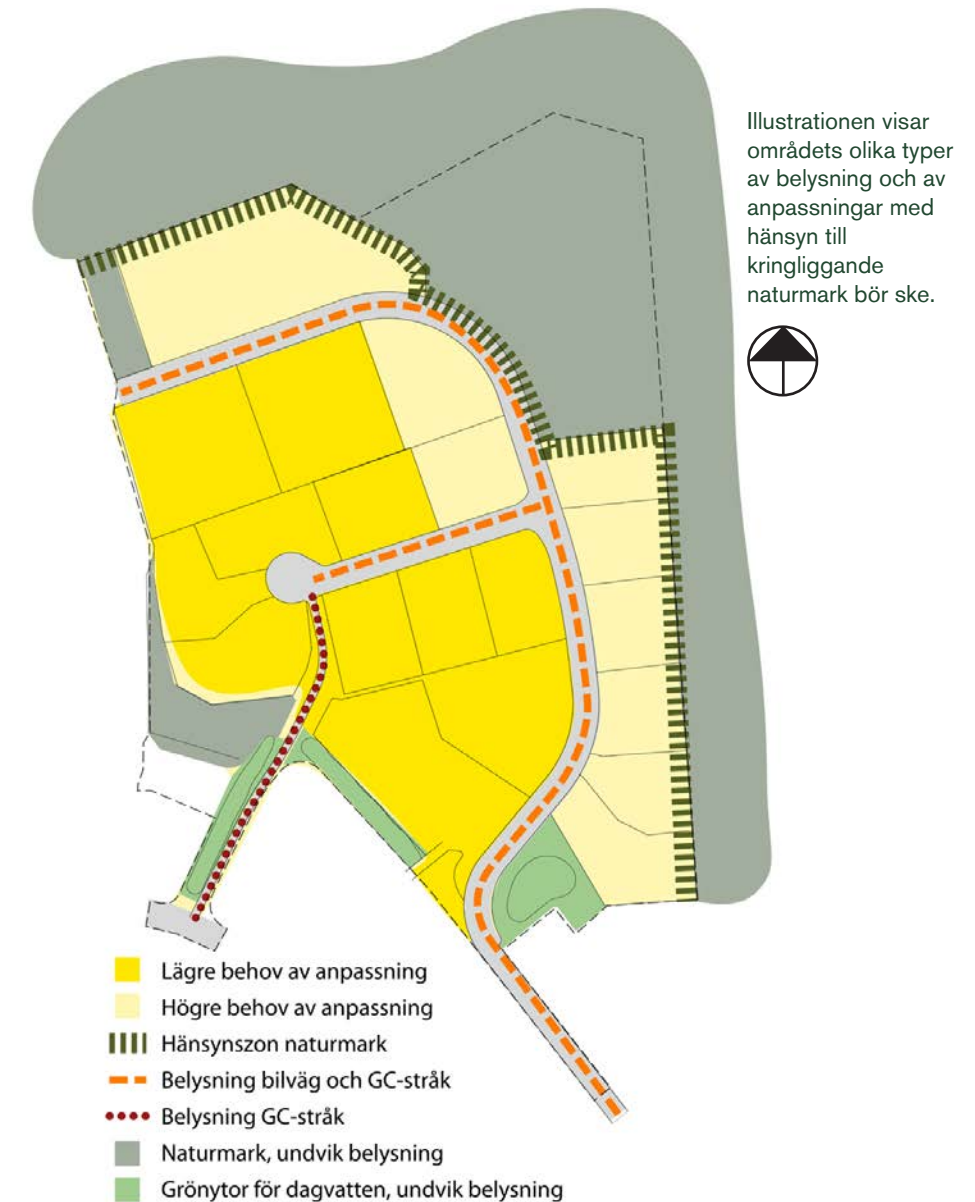 Illustrationen visar
områdets olika typer
av belysning och av
anpassningar med
hänsyn till
kringliggande
naturmark bör ske.
Lägre behov av anpassning
Högre behov av anpassning
Hänsynszon naturmark
Belysning bilväg och GC-stråk
Belysning GC-stråk
Naturmark, undvik belysning
Grönytor för dagvatten, undvik belysning